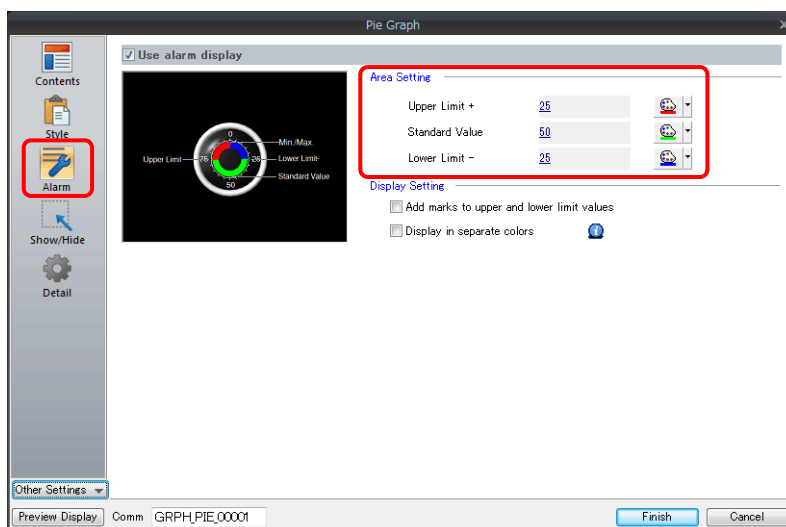 Pie Graph
Contents
Style
Alarm
Show/Hide
Detail
Use alarm display
0
Min./Max.
Upper Limit
75
25
Lower Limit-
Standard Value
50
Area Setting
Upper Limit + 25
Standard Value 50
Lower Limit − 25
Display Setting
Add marks to upper and lower limit values
Display in separate colors
Other Settings
Preview Display Comm GRPH_PIE_00001 Finish Cancel